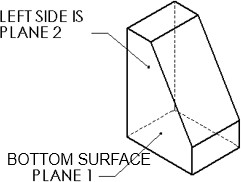 LEFT SIDE IS
PLANE 2
BOTTOM SURFACE
PLANE 1